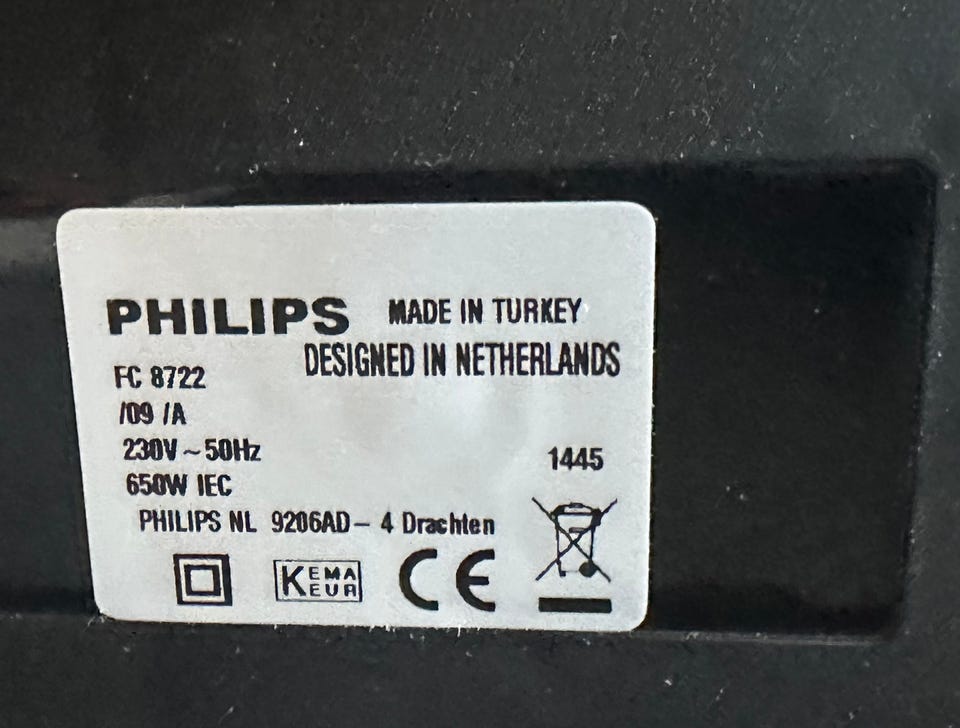 PHILIPS MADE IN TURKEY
DESIGNED IN NETHERLANDS
FC 8722
/09 /A
230V ~ 50Hz
1445
650W IEC
PHILIPS NL 9206AD - 4 Drachten
KEMA
KEUR
CE